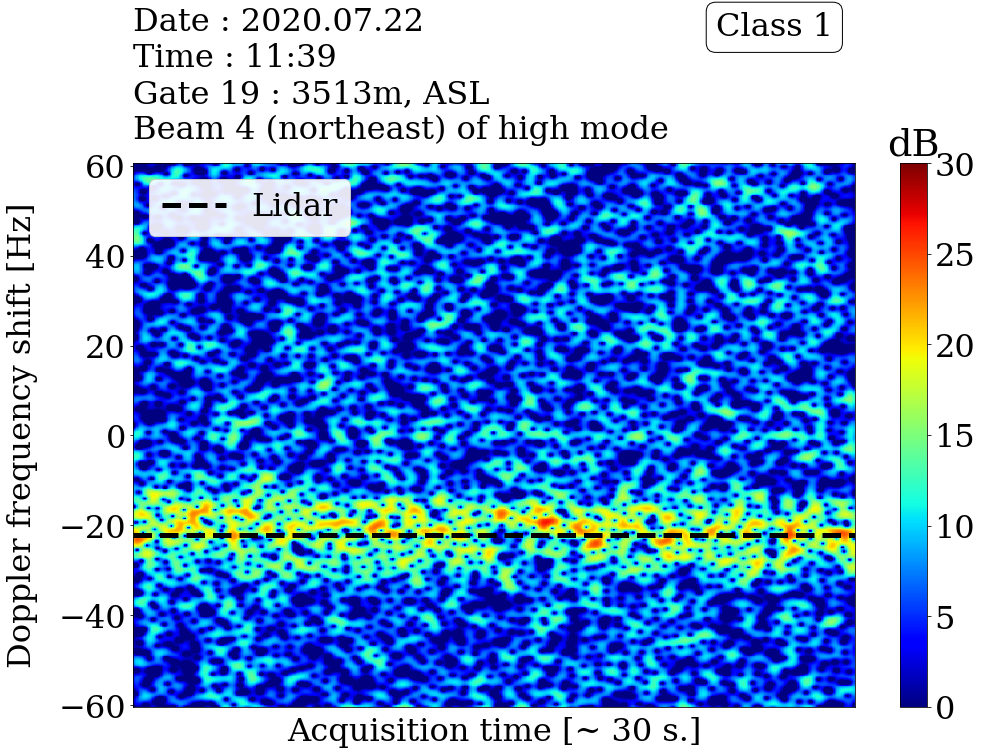 Date : 2020.07.22
Time : 11:39
Gate 19 : 3513m, ASL
Beam 4 (northeast) of high mode
Class 1
dB
Lidar
Doppler frequency shift [Hz]
60
40
20
0
−20
−40
−60
30
25
20
15
10
5
0
Acquisition time [~ 30 s.]